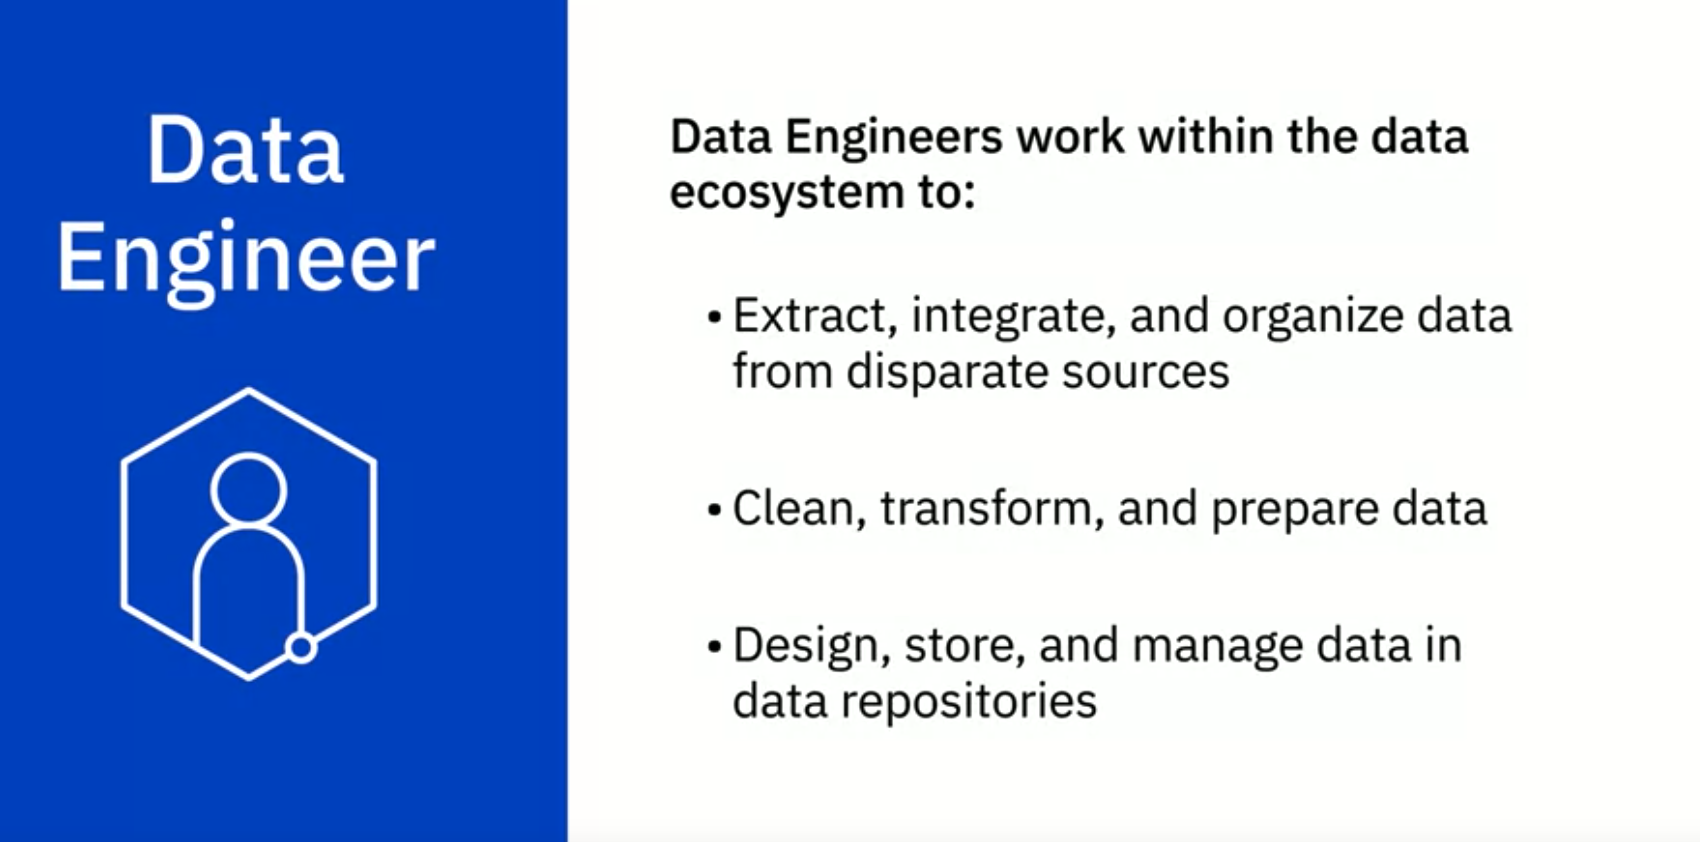 Data
Engineer
Data Engineers work within the data
ecosystem to:
• Extract, integrate, and organize data
from disparate sources
• Clean, transform, and prepare data
• Design, store, and manage data in
data repositories